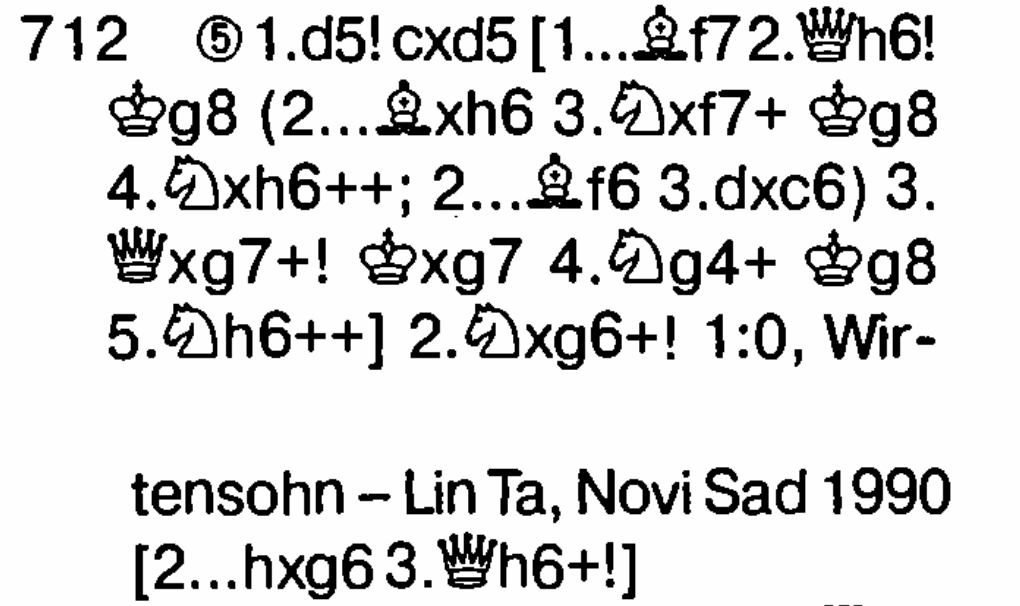 712 ⑤ 1.d5! cxd5 [1...♗f7 2.♕h6!
♔g8 (2...♗xh6 3.♘xf7+ ♔g8
4.♘xh6++; 2...♗f6 3.dxc6) 3.
♕xg7+! ♔xg7 4.♘g4+ ♔g8
5.♘h6++] 2.♘xg6+! 1:0, Wir-
tensohn – Lin Ta, Novi Sad 1990
[2...hxg6 3.♕h6+!]